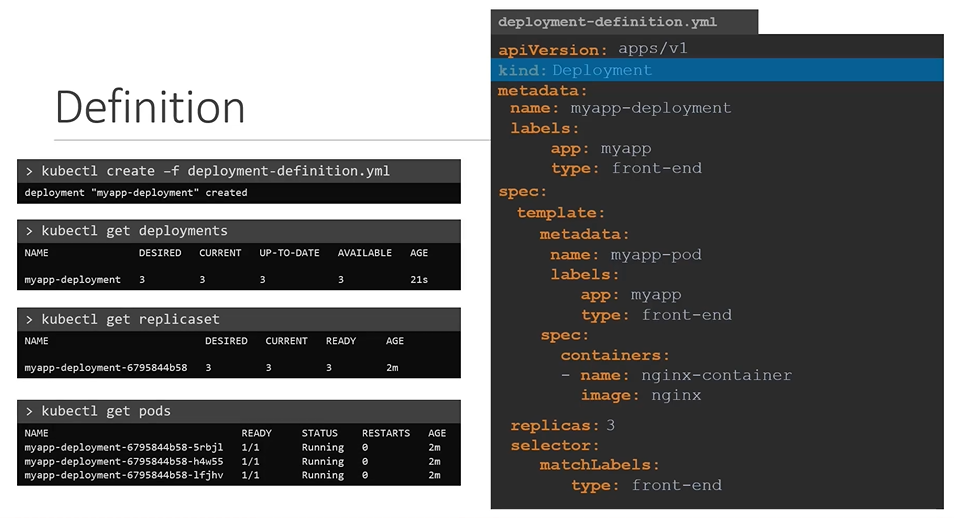 Definition
> kubectl create –f deployment-definition.yml
deployment "myapp-deployment" created
> kubectl get deployments
NAME DESIRED CURRENT UP-TO-DATE AVAILABLE AGE
myapp-deployment 3 3 3 3 21s
> kubectl get replicaset
NAME DESIRED CURRENT READY AGE
myapp-deployment-6795844b58 3 3 3 2m
> kubectl get pods
NAME READY STATUS RESTARTS AGE
myapp-deployment-6795844b58-5rbjl 1/1 Running 0 2m
myapp-deployment-6795844b58-h4w55 1/1 Running 0 2m
myapp-deployment-6795844b58-lfjhv 1/1 Running 0 2m
deployment-definition.yml
apiVersion: apps/v1
kind: Deployment
metadata:
name: myapp-deployment
labels:
app: myapp
type: front-end
spec:
template:
metadata:
name: myapp-pod
labels:
app: myapp
type: front-end
spec:
containers:
- name: nginx-container
image: nginx
replicas: 3
selector:
matchLabels:
type: front-end